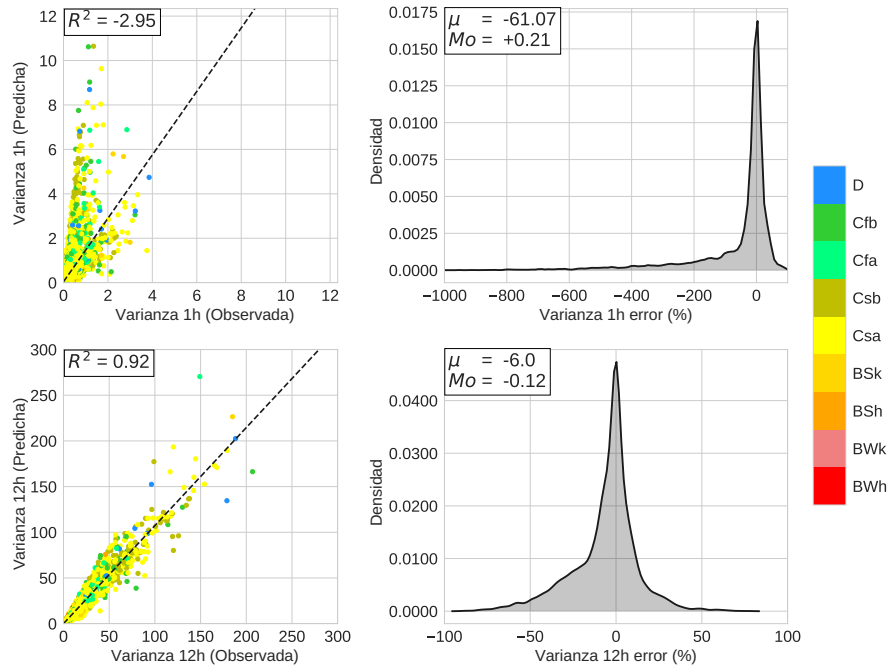 R² = -2.95
12
10
8
6
4
2
0
Varianza 1h (Predicha)
0
2
4
6
8
10
12
Varianza 1h (Observada)
μ = -61.07
Mo = +0.21
0.0175
0.0150
0.0125
0.0100
0.0075
0.0050
0.0025
0.0000
Densidad
−1000
−800
−600
−400
−200
0
Varianza 1h error (%)
R² = 0.92
300
250
200
150
100
50
0
Varianza 12h (Predicha)
0
50
100
150
200
250
300
Varianza 12h (Observada)
μ = -6.0
Mo = -0.12
0.0400
0.0300
0.0200
0.0100
0.0000
Densidad
−100
−50
0
50
100
Varianza 12h error (%)
D
Cfb
Cfa
Csb
Csa
BSk
BSh
BWk
BWh